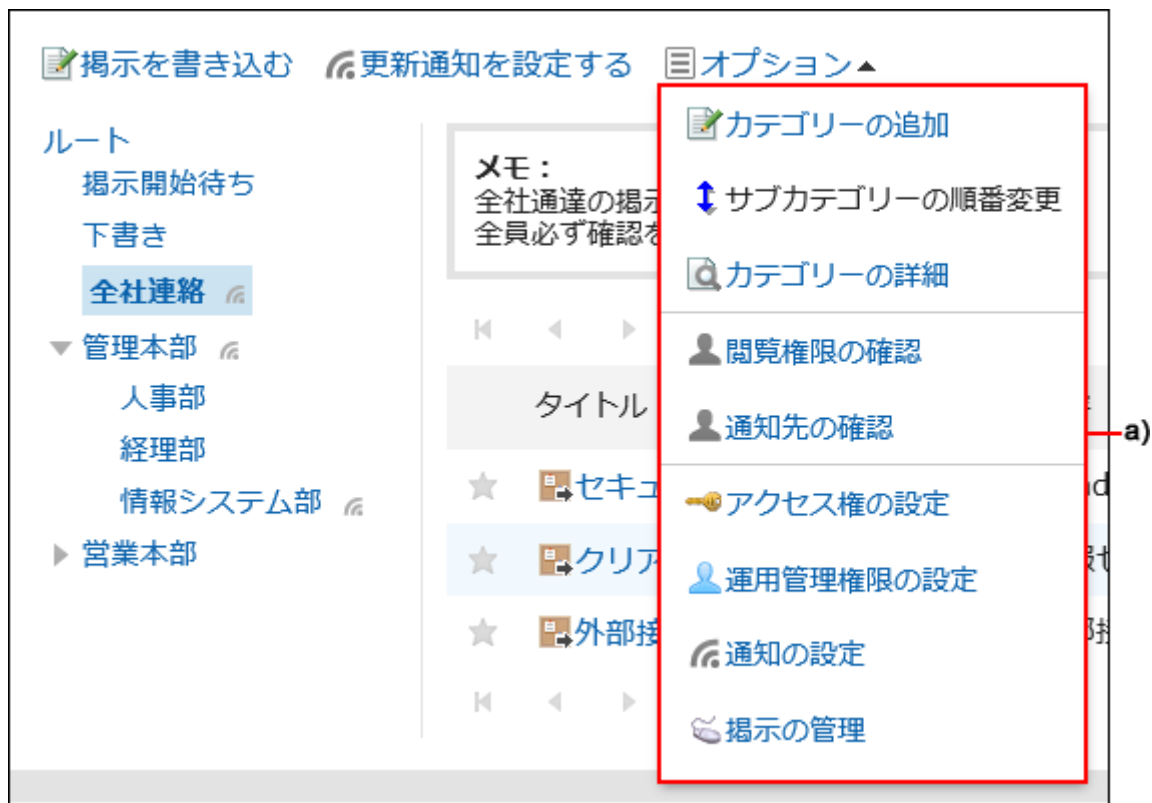 掲示を書き込む 更新通知を設定する オプション▲
ルート
掲示開始待ち
下書き
全社連絡
管理本部
人事部
経理部
情報システム部
営業本部
メモ：
全社通達の掲示
全員必ず確認を
タイトル
セキュ
クリア
外部接
カテゴリーの追加
サブカテゴリーの順番変更
カテゴリーの詳細
閲覧権限の確認
通知先の確認
アクセス権の設定
運用管理権限の設定
通知の設定
掲示の管理
a)